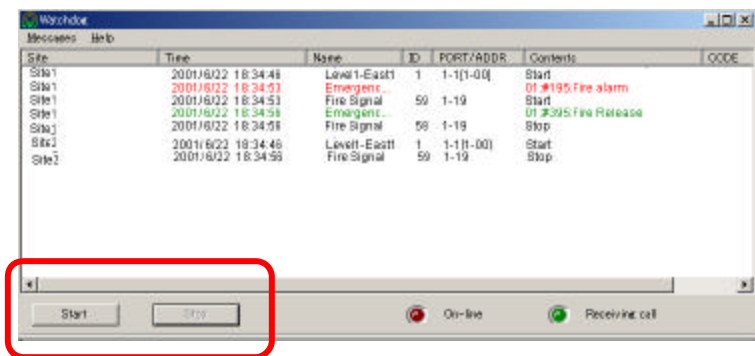 Watchdog
Messages Help
Site Time Name ID PORT/ADDR Contents CODE
Site1 2001/6/22 18:34:46 Level1-East1 1 1-1(1-00) Start
Site1 2001/6/22 18:34:53 Emergenc... 01:#195:Fire alarm
Site1 2001/6/22 18:34:53 Fire Signal 59 1-19 Start
Site1 2001/6/22 18:34:56 Emergenc... 01:#395:Fire Release
Site1 2001/6/22 18:34:56 Fire Signal 59 1-19 Stop
2001/6/22 18:34:46 Level1-East1 1 1-1(1-00) Start
Site2 2001/6/22 18:34:56 Fire Signal 59 1-19 Stop
Start Stop On-line Receiving call